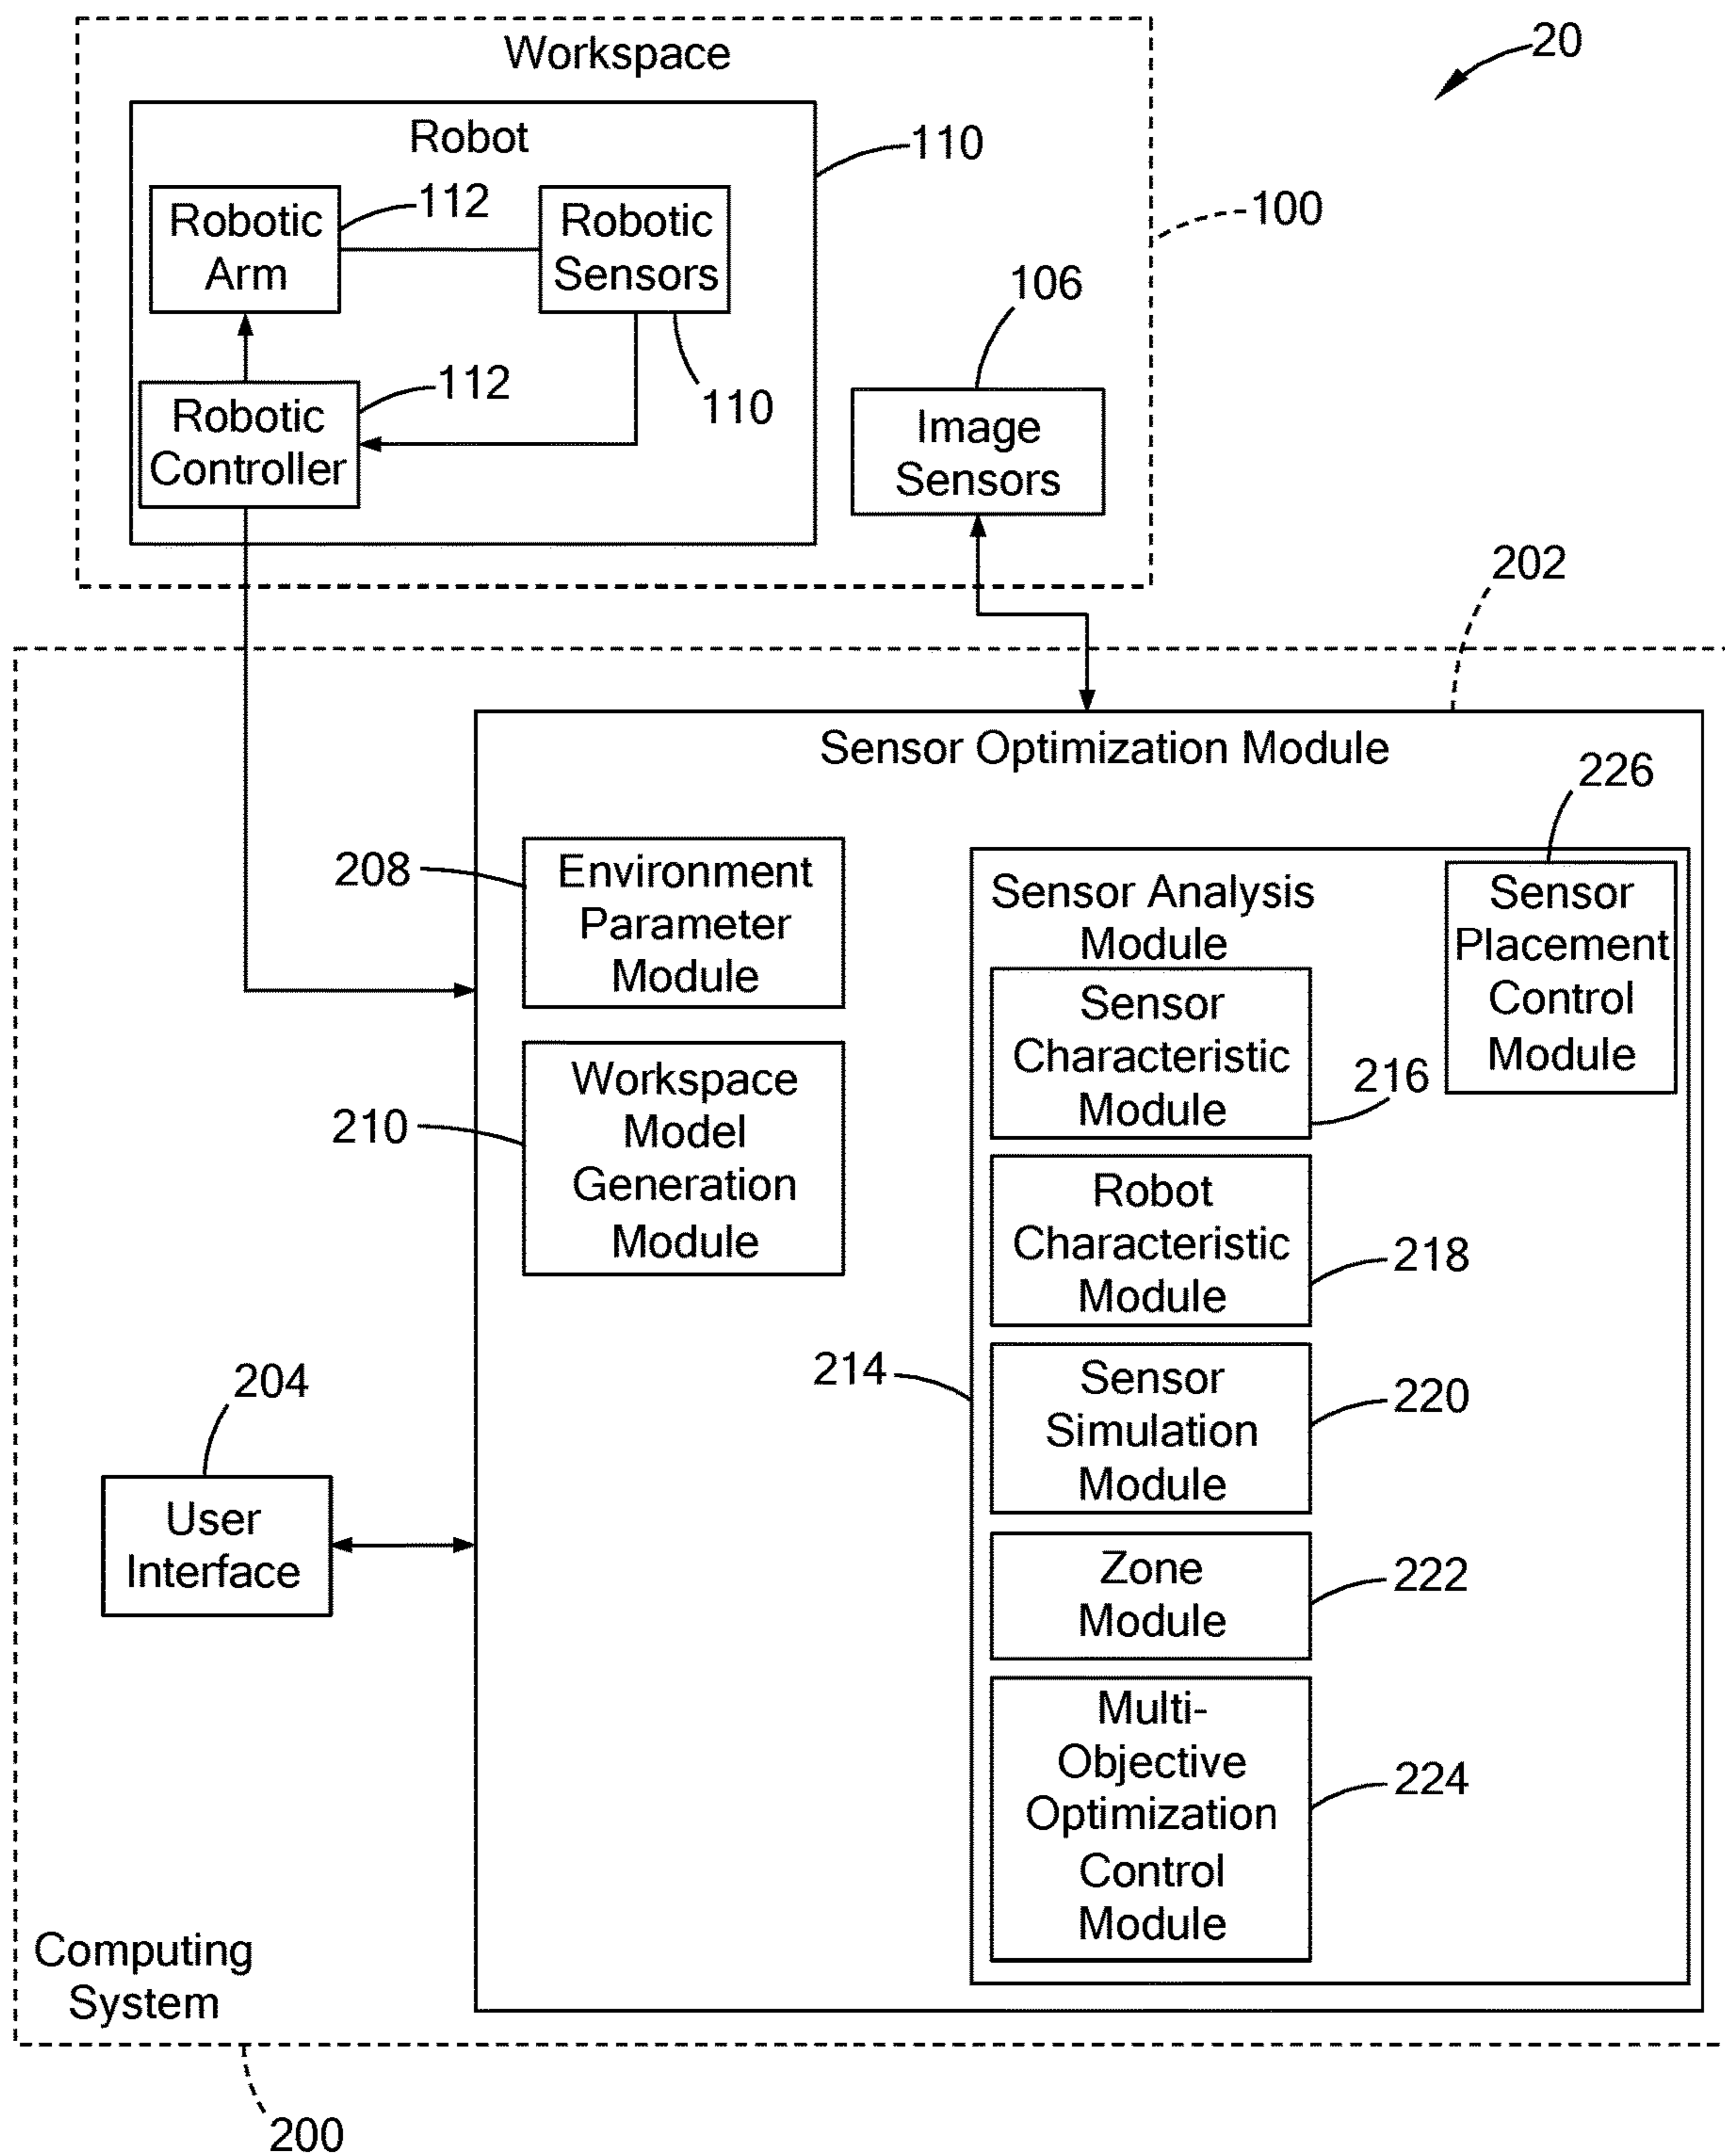 Workspace
20
Robot
110
Robotic
Arm
112
Robotic
Sensors
100
106
110
Robotic
Controller
112
Image
Sensors
202
Sensor Optimization Module
226
208
Environment
Parameter
Module
Sensor Analysis
Module
Sensor
Placement
Control
Module
210
Workspace
Model
Generation
Module
Sensor
Characteristic
Module
216
Robot
Characteristic
Module
218
214
Sensor
Simulation
Module
220
204
User
Interface
Zone
Module
222
Multi-
Objective
Optimization
Control
Module
224
Computing
System
200